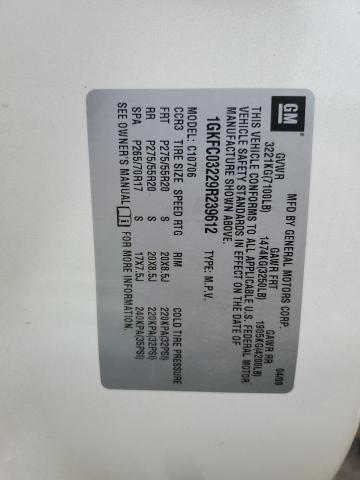 GM
MFD BY GENERAL MOTORS CORP. 04/09
GVWR GAWR FRT GAWR RR
3221KG(7100LB) 1474KG(3250LB) 1905KG(4200LB)
THIS VEHICLE CONFORMS TO ALL APPLICABLE U.S. FEDERAL MOTOR
VEHICLE SAFETY STANDARDS IN EFFECT ON THE DATE OF
MANUFACTURE SHOWN ABOVE.
1GKFC03229R239612 TYPE: M.P.V.
MODEL: C10706
CCR3 TIRE SIZE SPEED RTG RIM COLD TIRE PRESSURE
FRT P275/55R20 S 20X8.5J 220KPA(32PSI)
RR P275/55R20 S 20X8.5J 220KPA(32PSI)
SPA P265/70R17 S 17X7.5J 240KPA(35PSI)
SEE OWNER'S MANUAL i FOR MORE INFORMATION.